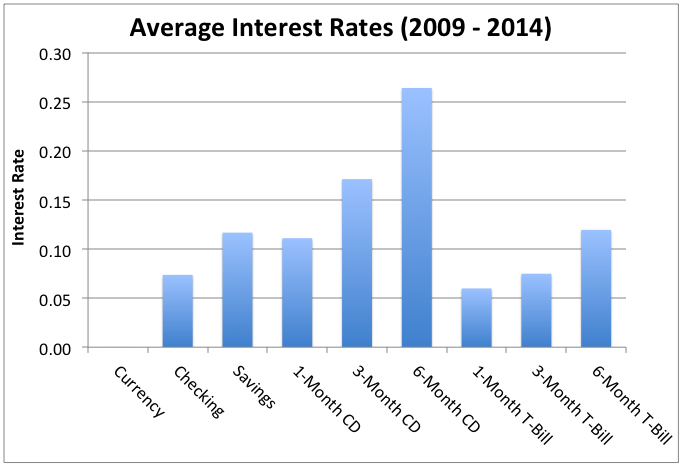 Average Interest Rates (2009 - 2014)
Interest Rate
0.30
0.25
0.20
0.15
0.10
0.05
0.00
Currency
Checking
Savings
1-Month CD
3-Month CD
6-Month CD
1-Month T-Bill
3-Month T-Bill
6-Month T-Bill